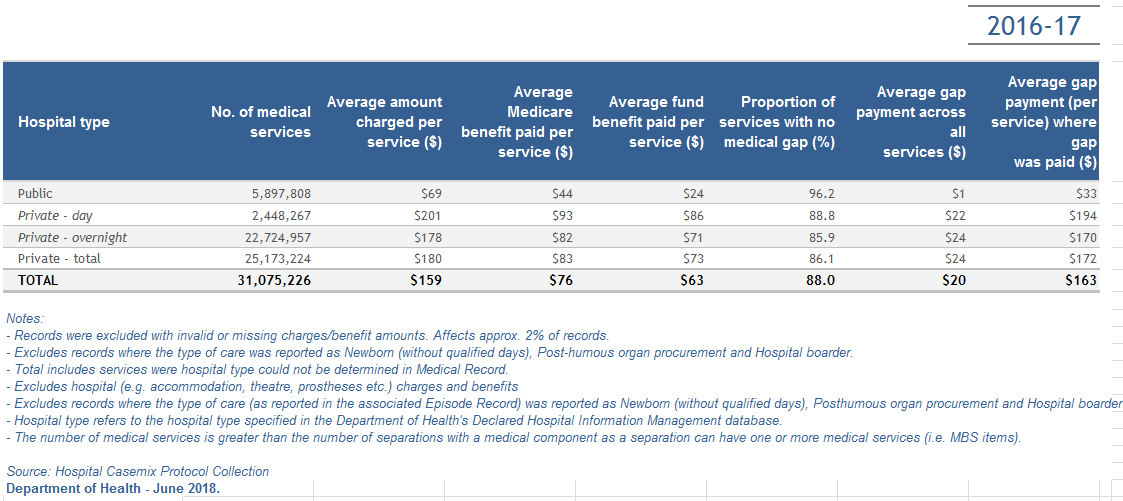 2016-17
Hospital type No. of medical services Average amount charged per service ($) Average Medicare benefit paid per service ($) Average fund benefit paid per service ($) Proportion of services with no medical gap (%) Average gap payment across all services ($) Average gap payment (per service) where gap was paid ($)
Public 5,897,808 $69 $44 $24 96.2 $1 $33
Private - day 2,448,267 $201 $93 $86 88.8 $22 $194
Private - overnight 22,724,957 $178 $82 $71 85.9 $24 $170
Private - total 25,173,224 $180 $83 $73 86.1 $24 $172
TOTAL 31,075,226 $159 $76 $63 88.0 $20 $163
Notes:
- Records were excluded with invalid or missing charges/benefit amounts. Affects approx. 2% of records.
- Excludes records where the type of care was reported as Newborn (without qualified days), Post-humous organ procurement and Hospital boarder.
- Total includes services were hospital type could not be determined in Medical Record.
- Excludes hospital (e.g. accommodation, theatre, prostheses etc.) charges and benefits
- Excludes records where the type of care (as reported in the associated Episode Record) was reported as Newborn (without qualified days), Posthumous organ procurement and Hospital boarder
- Hospital type refers to the hospital type specified in the Department of Health's Declared Hospital Information Management database.
- The number of medical services is greater than the number of separations with a medical component as a separation can have one or more medical services (i.e. MBS items).
Source: Hospital Casemix Protocol Collection
Department of Health - June 2018.